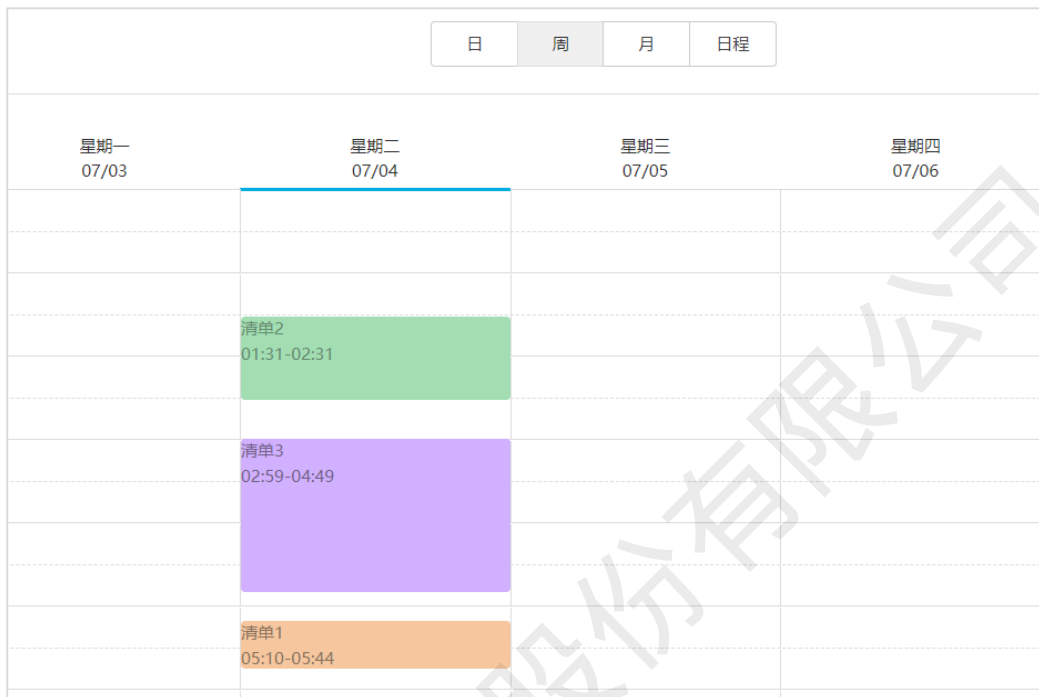 日 周 月 日程
星期一 星期二 星期三 星期四
07/03 07/04 07/05 07/06
清单2
01:31-02:31
清单3
02:59-04:49
清单1
05:10-05:44
股份有限公司